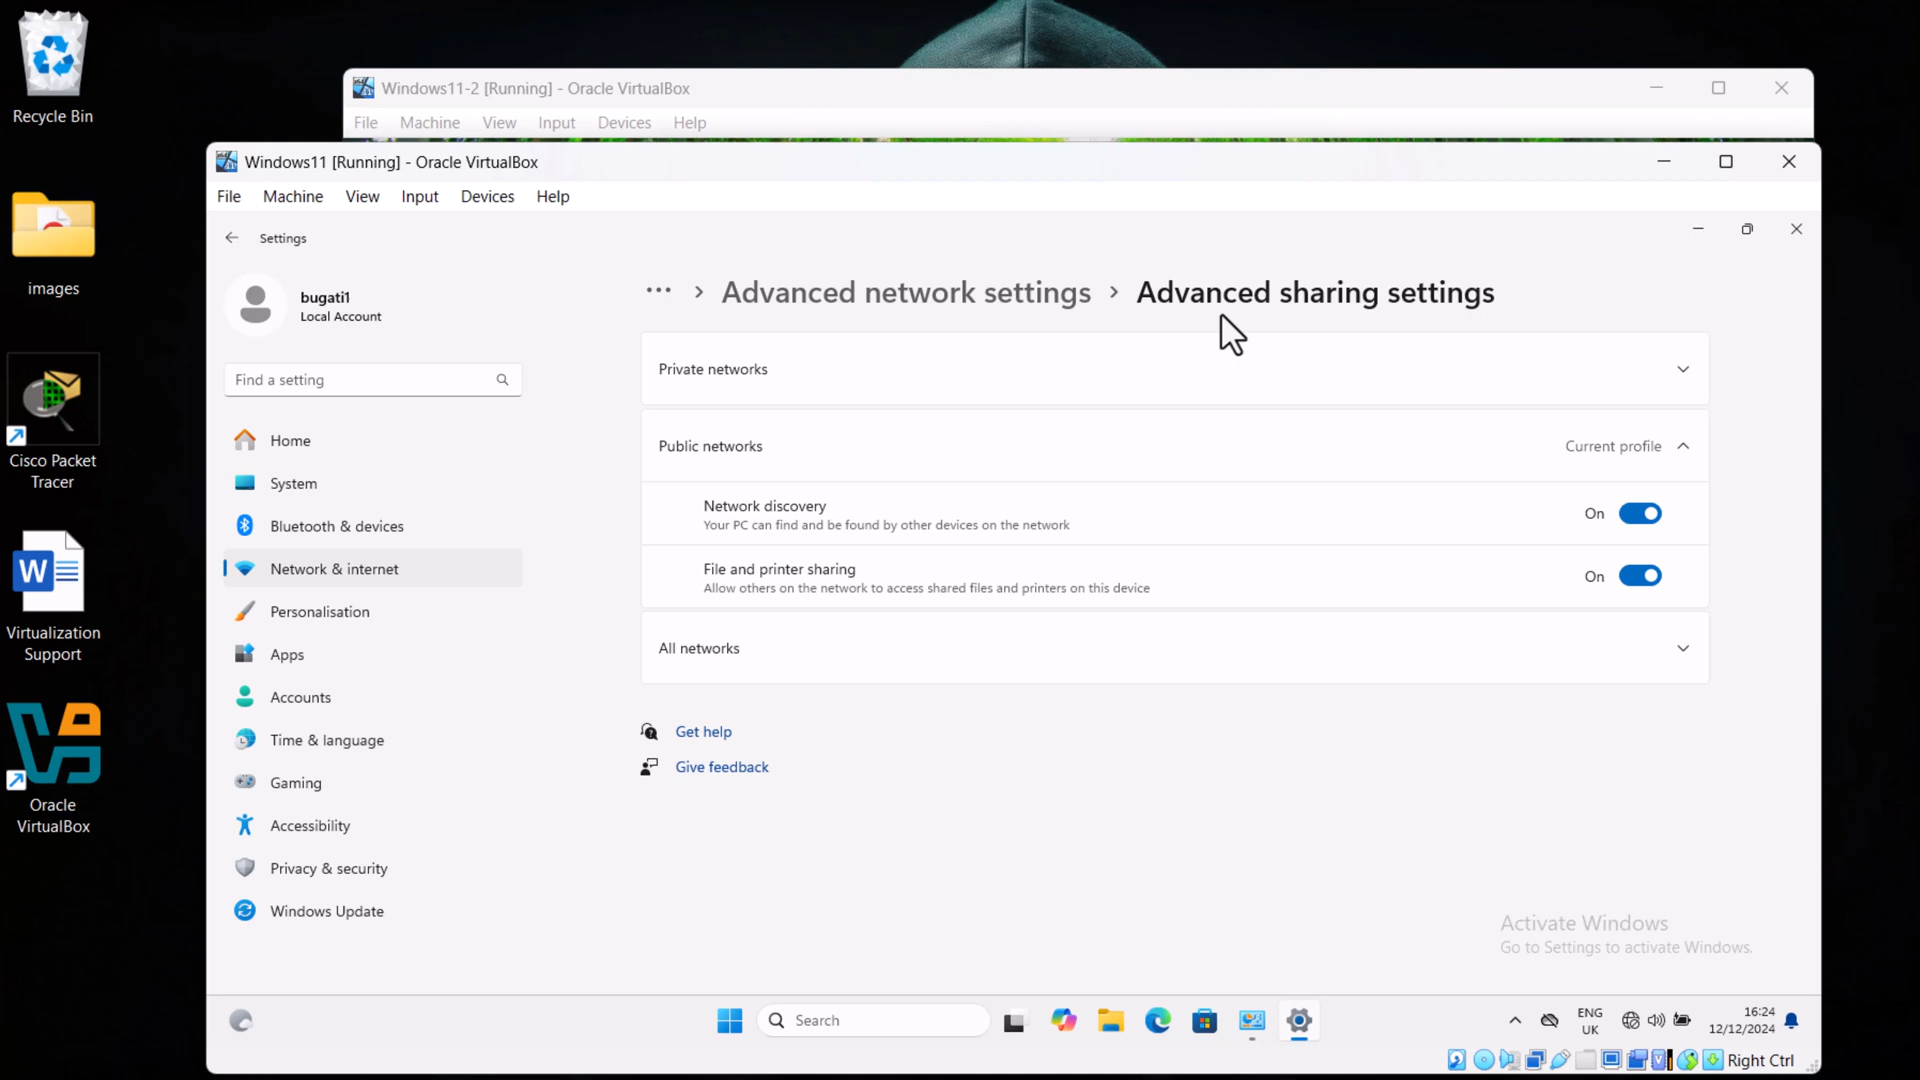 Recycle Bin
images
Cisco Packet
Tracer
Virtualization
Support
Oracle
VirtualBox
Windows11-2 [Running] - Oracle VirtualBox
File Machine View Input Devices Help
Windows11 [Running] - Oracle VirtualBox
File Machine View Input Devices Help
Settings
bugati1
Local Account
Find a setting
Home
System
Bluetooth & devices
Network & internet
Personalisation
Apps
Accounts
Time & language
Gaming
Accessibility
Privacy & security
Windows Update
... > Advanced network settings > Advanced sharing settings
Private networks
Public networks Current profile
Network discovery
Your PC can find and be found by other devices on the network
On
File and printer sharing
Allow others on the network to access shared files and printers on this device
On
All networks
Get help
Give feedback
Activate Windows
Go to Settings to activate Windows.
Search
ENG
UK
16:24
12/12/2024
Right Ctrl